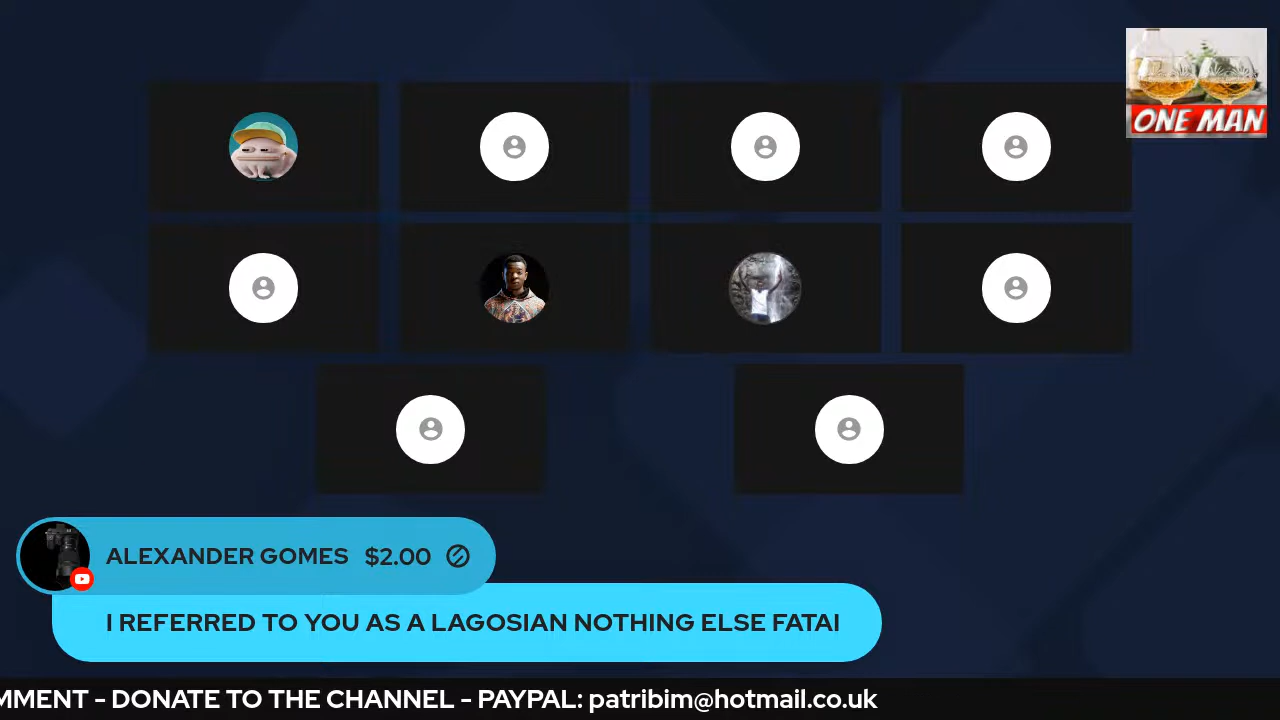 ONE MAN
ALEXANDER GOMES $2.00
I REFERRED TO YOU AS A LAGOSIAN NOTHING ELSE FATAI
MMENT - DONATE TO THE CHANNEL - PAYPAL: patribim@hotmail.co.uk